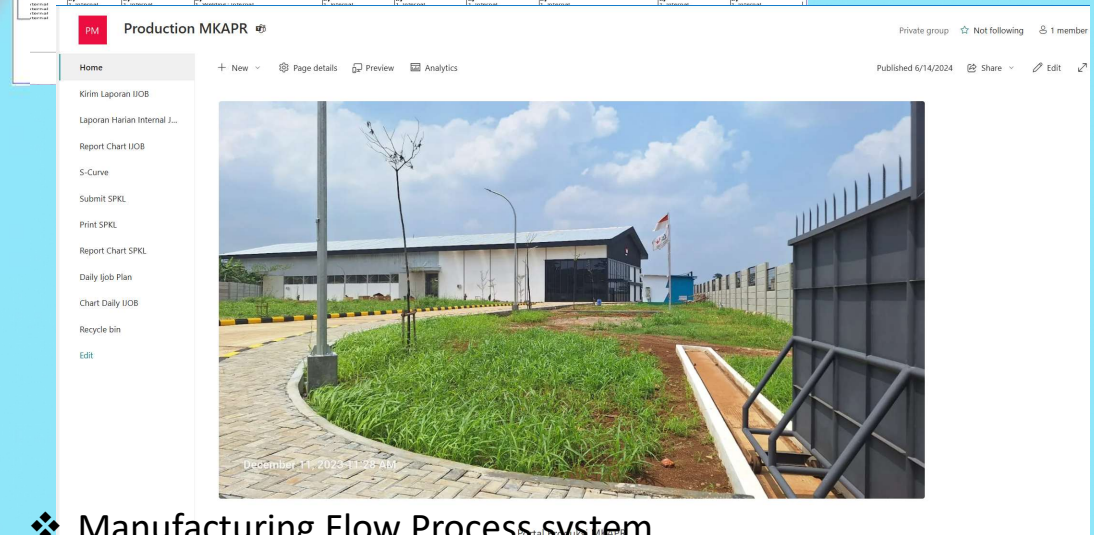 PM Production MKAPR
Private group Not following 1 member
Home
+ New Page details Preview Analytics
Published 6/14/2024 Share Edit
Kirim Laporan IJOB
Laporan Harian Internal J...
Report Chart IJOB
S-Curve
Submit SPKL
Print SPKL
Report Chart SPKL
Daily Ijob Plan
Chart Daily IJOB
Recycle bin
Edit
December 11, 2023 11:28 AM
❖ Manufacturing Flow Process system